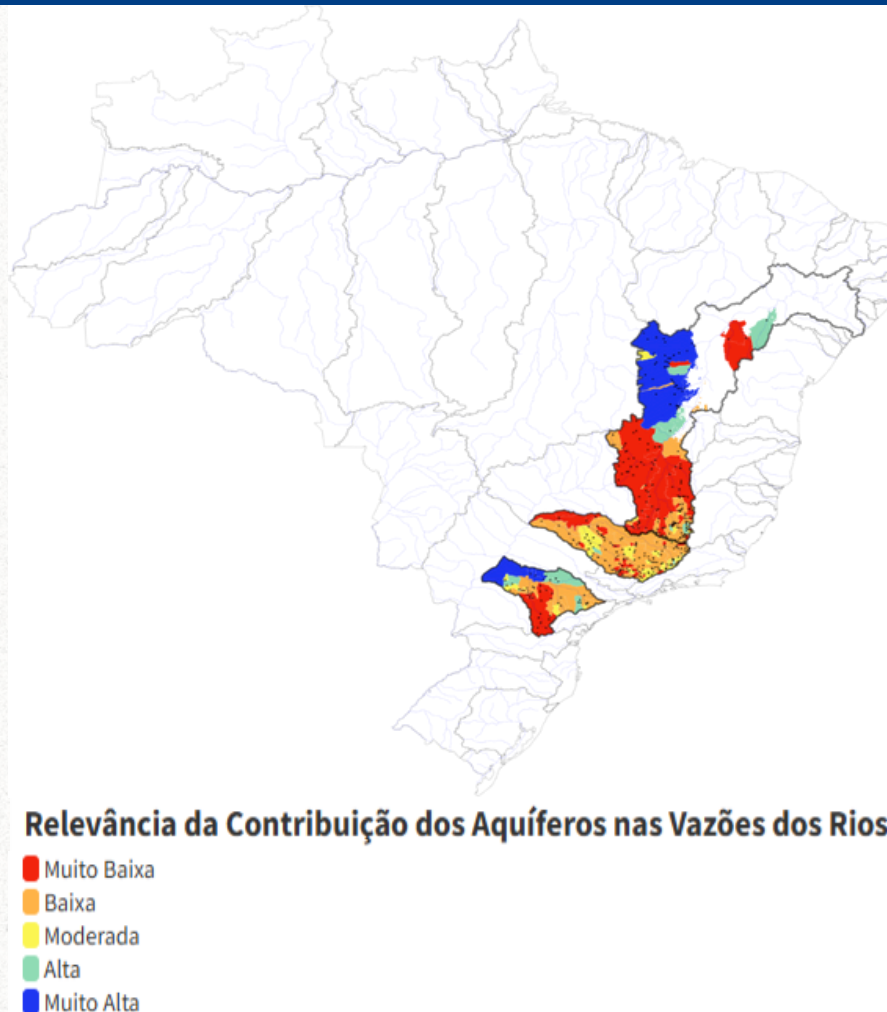 Relevância da Contribuição dos Aquíferos nas Vazões dos Rios
Muito Baixa
Baixa
Moderada
Alta
Muito Alta